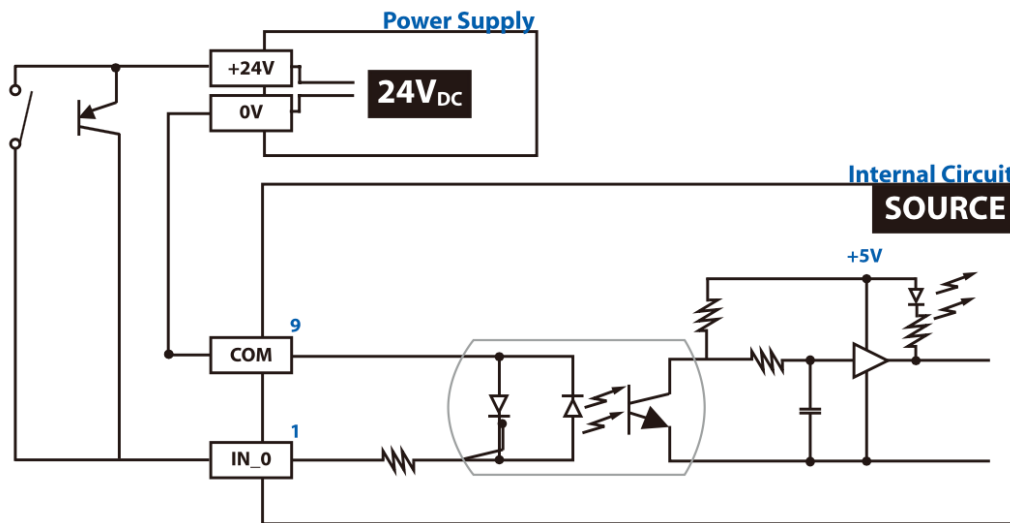 Power Supply
+24V
24VDC
0V
Internal Circuit
SOURCE
+5V
9
COM
1
IN_0